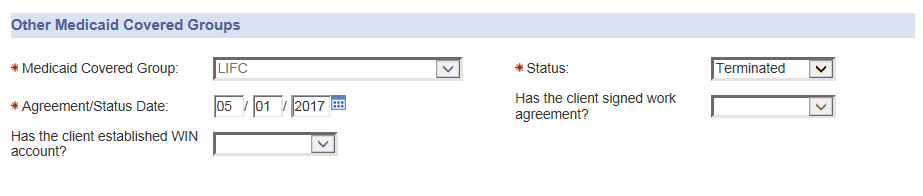 Other Medicaid Covered Groups
* Medicaid Covered Group: LIFC * Status: Terminated
* Agreement/Status Date: 05 / 01 / 2017 Has the client signed work
agreement?
Has the client established WIN
account?